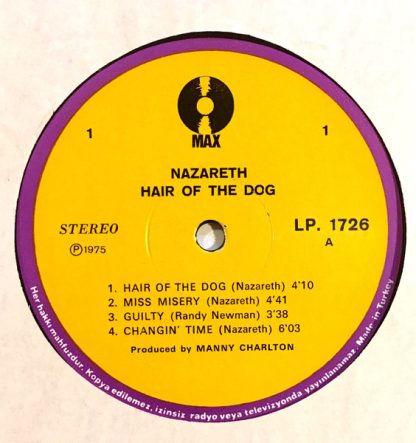 MAX
1
1
NAZARETH
HAIR OF THE DOG
STEREO
LP. 1726
Ⓟ1975
A
1. HAIR OF THE DOG (Nazareth) 4'10
2. MISS MISERY (Nazareth) 4'41
3. GUILTY (Randy Newman) 3'38
4. CHANGIN' TIME (Nazareth) 6'03
Produced by MANNY CHARLTON
Her hakkı mahfuzdur. Kopya edilemez, izinsiz radyo veya televizyonda yayınlanamaz. Made in Turkey